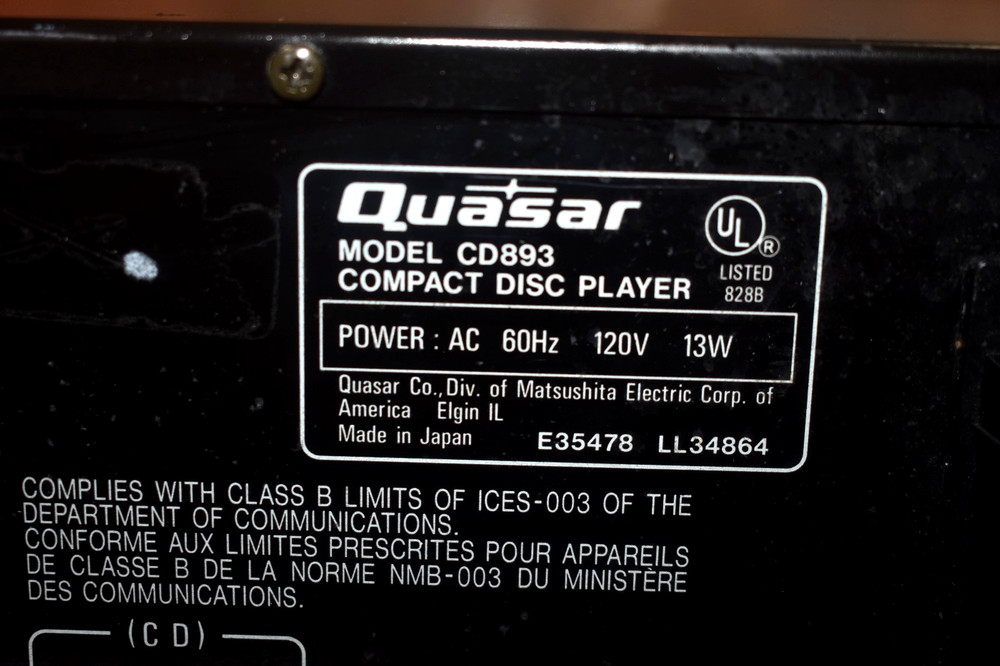 Quasar
MODEL CD893
COMPACT DISC PLAYER
UL ®
LISTED
828B
POWER : AC 60Hz 120V 13W
Quasar Co.,Div. of Matsushita Electric Corp. of
America Elgin IL
Made in Japan E35478 LL34864
COMPLIES WITH CLASS B LIMITS OF ICES-003 OF THE
DEPARTMENT OF COMMUNICATIONS.
CONFORME AUX LIMITES PRESCRITES POUR APPAREILS
DE CLASSE B DE LA NORME NMB-003 DU MINISTÈRE
DES COMMUNICATIONS.
(CD)